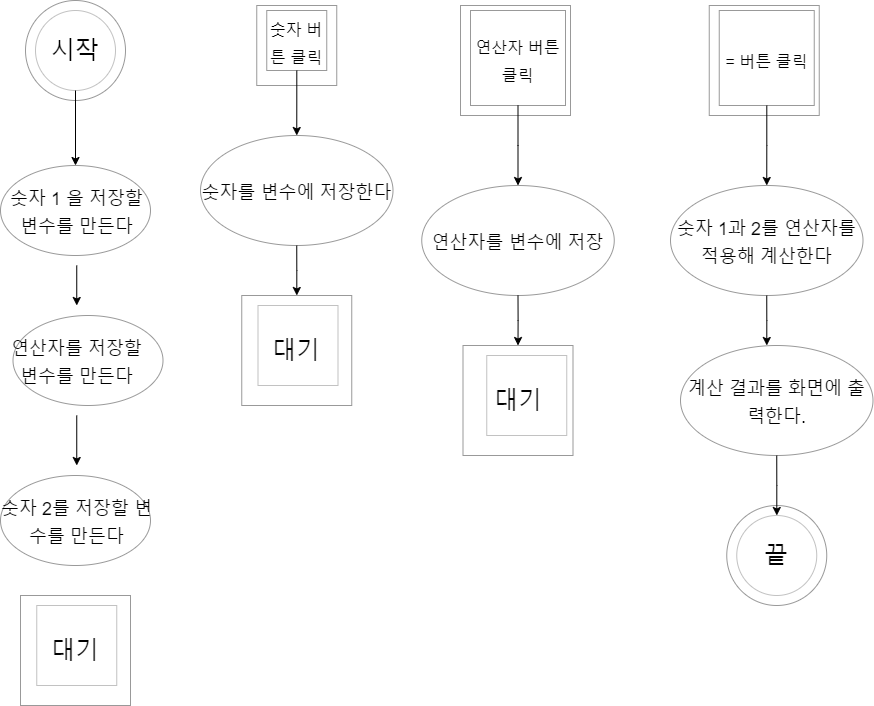 시작
숫자 1 을 저장할
변수를 만든다
연산자를 저장할
변수를 만든다
숫자 2를 저장할 변
수를 만든다
대기
숫자 버
튼 클릭
숫자를 변수에 저장한다
대기
연산자 버튼
클릭
연산자를 변수에 저장
대기
= 버튼 클릭
숫자 1과 2를 연산자를
적용해 계산한다
계산 결과를 화면에 출
력한다.
끝